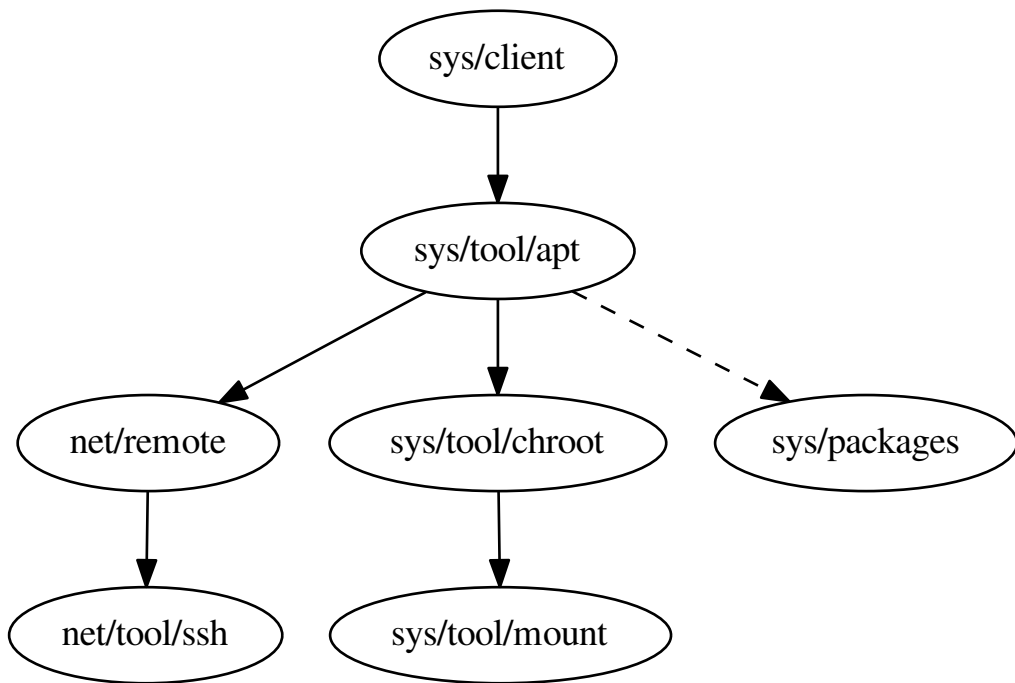 sys/client
sys/tool/apt
net/remote
sys/tool/chroot
sys/packages
net/tool/ssh
sys/tool/mount